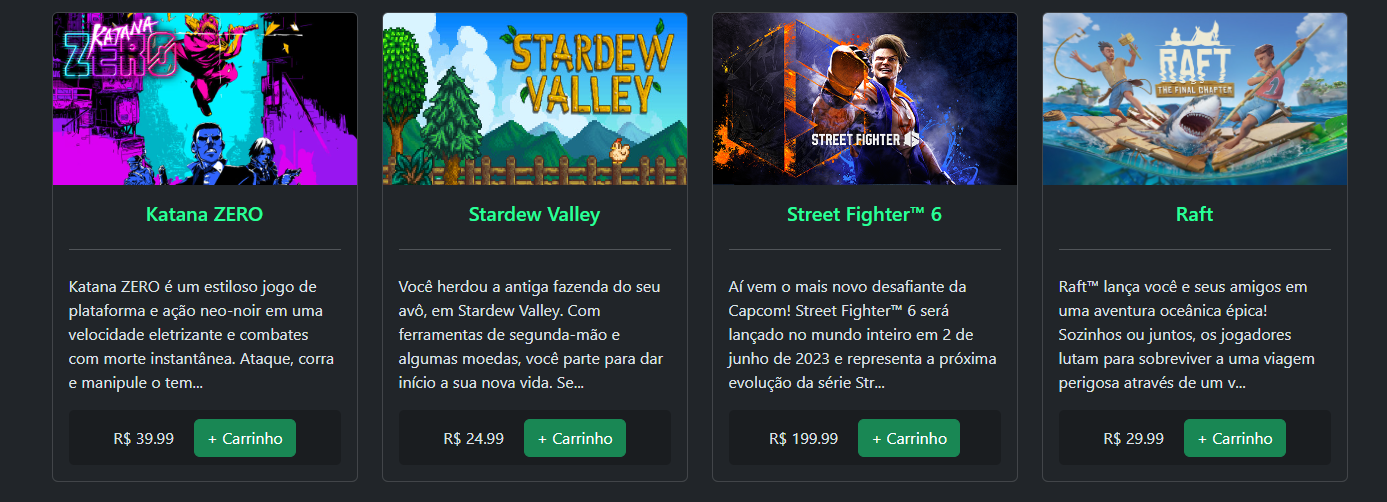 KATANA
ZERO
Katana ZERO
Katana ZERO é um estiloso jogo de
plataforma e ação neo-noir em uma
velocidade eletrizante e combates
com morte instantânea. Ataque, corra
e manipule o tem...
R$ 39.99
+ Carrinho
STARDEW
VALLEY
Stardew Valley
Você herdou a antiga fazenda do seu
avô, em Stardew Valley. Com
ferramentas de segunda-mão e
algumas moedas, você parte para dar
início a sua nova vida. Se...
R$ 24.99
+ Carrinho
STREET FIGHTER 6
Street Fighter™ 6
Aí vem o mais novo desafiante da
Capcom! Street Fighter™ 6 será
lançado no mundo inteiro em 2 de
junho de 2023 e representa a próxima
evolução da série Str...
R$ 199.99
+ Carrinho
RAFT
THE FINAL CHAPTER
Raft
Raft™ lança você e seus amigos em
uma aventura oceânica épica!
Sozinhos ou juntos, os jogadores
lutam para sobreviver a uma viagem
perigosa através de um v...
R$ 29.99
+ Carrinho